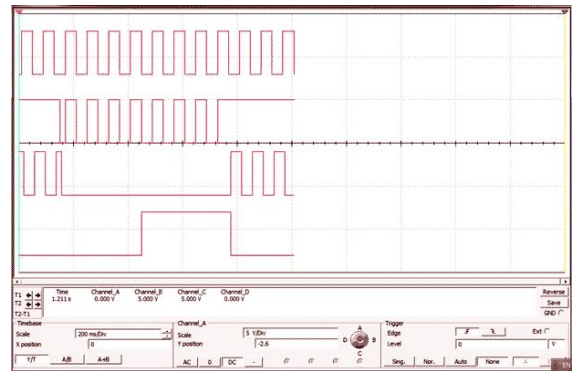 Time Channel_A Channel_B Channel_C Channel_D
T1 1.211 s 0.000 V 5.000 V 5.000 V 0.000 V
T2
T2-T1
Reverse
Save
GND
Timebase
Scale 200 ms/Div
X position 0
Y/T A/B A+B
Channel_A
Scale 5 V/Div
Y position -2.6
AC 0 DC -
A
D B
C
Trigger
Edge Ext
Level 0 V
Sing. Nor. Auto None A
EN